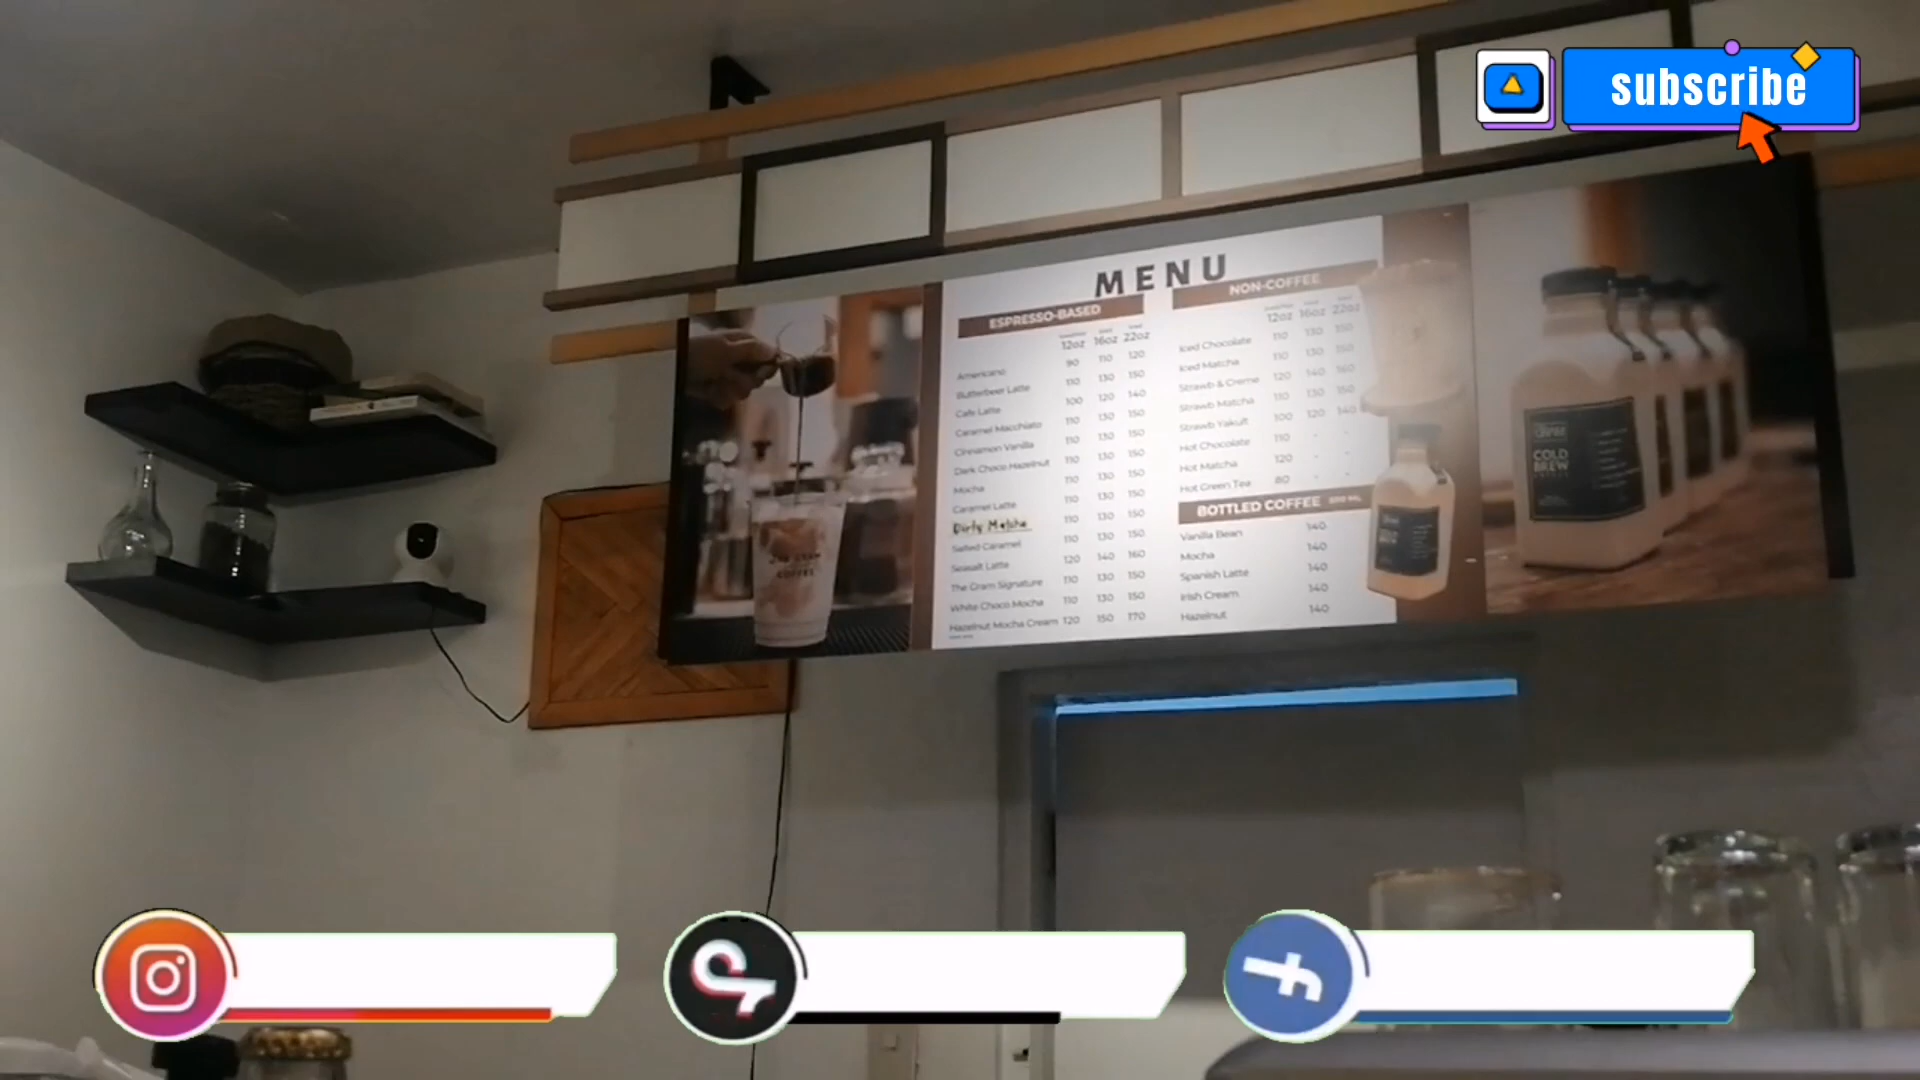 subscribe
MENU
ESPRESSO-BASED
12oz 16oz 22oz
Americano 90 110 120
Butterbeer Latte 110 130 150
Cafe Latte 100 120 140
Caramel Macchiato 110 130 150
Cinnamon Vanilla 110 130 150
Dark Choco Hazelnut 110 130 150
Mocha 110 130 150
Caramel Latte 110 130 150
Dirty Matcha 110 130 150
Salted Caramel 110 130 150
Seasalt Latte 120 140 160
The Gram Signature 110 130 150
White Choco Mocha 110 130 150
Hazelnut Mocha Cream 120 150 170
NON-COFFEE
12oz 16oz 22oz
Iced Chocolate 110 130 150
Iced Matcha 110 130 150
Strawb & Creme 120 140 160
Strawb Matcha 110 130 150
Strawb Yakult 100 120 140
Hot Chocolate 110 - -
Hot Matcha 120 - -
Hot Green Tea 80 - -
BOTTLED COFFEE
Vanilla Bean 140
Mocha 140
Spanish Latte 140
Irish Cream 140
Hazelnut 140
COFFEE
COLD
BREW